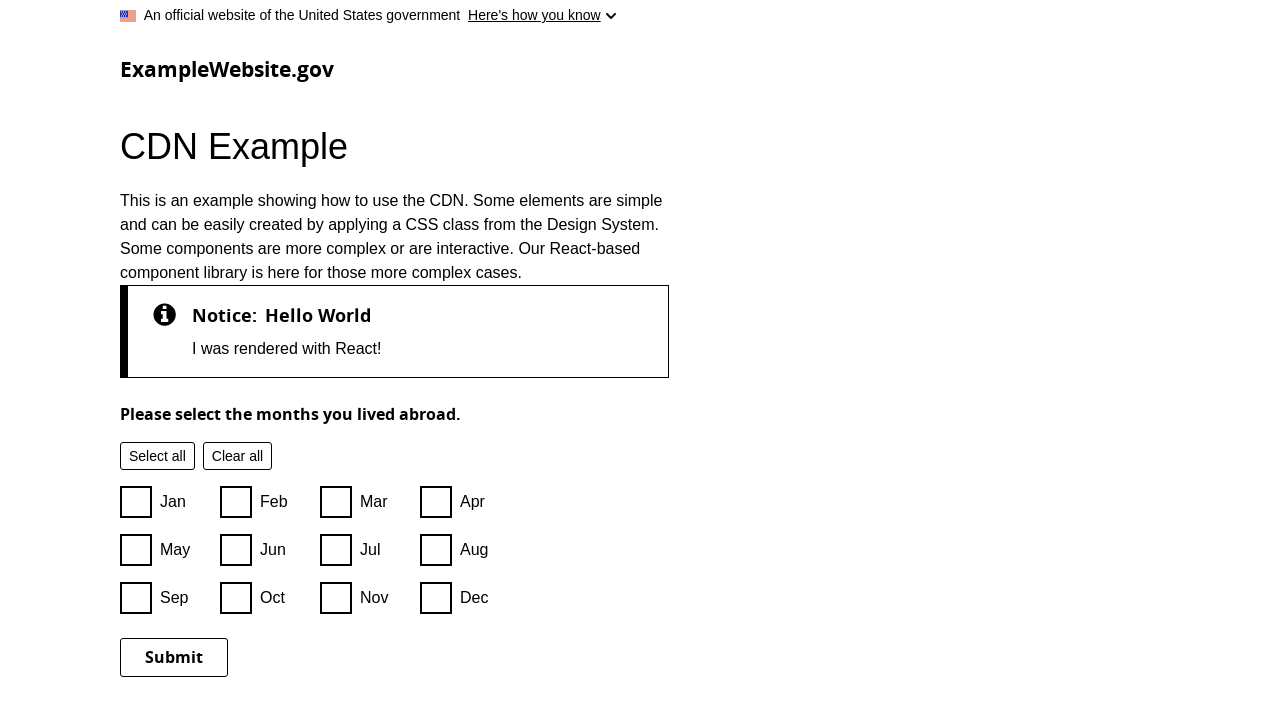 An official website of the United States government Here's how you know
ExampleWebsite.gov
CDN Example
This is an example showing how to use the CDN. Some elements are simple
and can be easily created by applying a CSS class from the Design System.
Some components are more complex or are interactive. Our React-based
component library is here for those more complex cases.
Notice: Hello World
I was rendered with React!
Please select the months you lived abroad.
Select all Clear all
Jan Feb Mar Apr
May Jun Jul Aug
Sep Oct Nov Dec
Submit